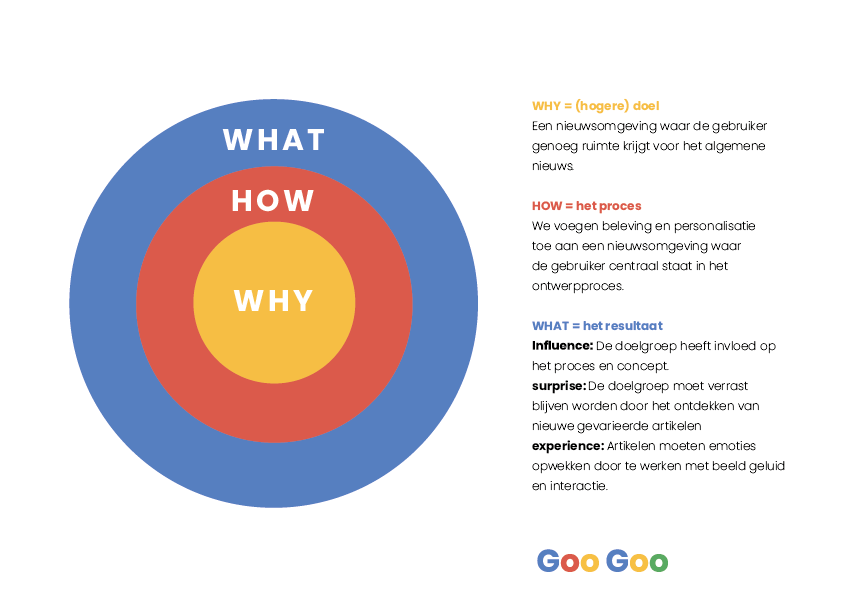 WHAT
HOW
WHY
WHY = (hogere) doel
Een nieuwsomgeving waar de gebruiker
genoeg ruimte krijgt voor het algemene
nieuws.
HOW = het proces
We voegen beleving en personalisatie
toe aan een nieuwsomgeving waar
de gebruiker centraal staat in het
ontwerpproces.
WHAT = het resultaat
Influence: De doelgroep heeft invloed op
het proces en concept.
surprise: De doelgroep moet verrast
blijven worden door het ontdekken van
nieuwe gevarieerde artikelen
experience: Artikelen moeten emoties
opwekken door te werken met beeld geluid
en interactie.
Goo Goo